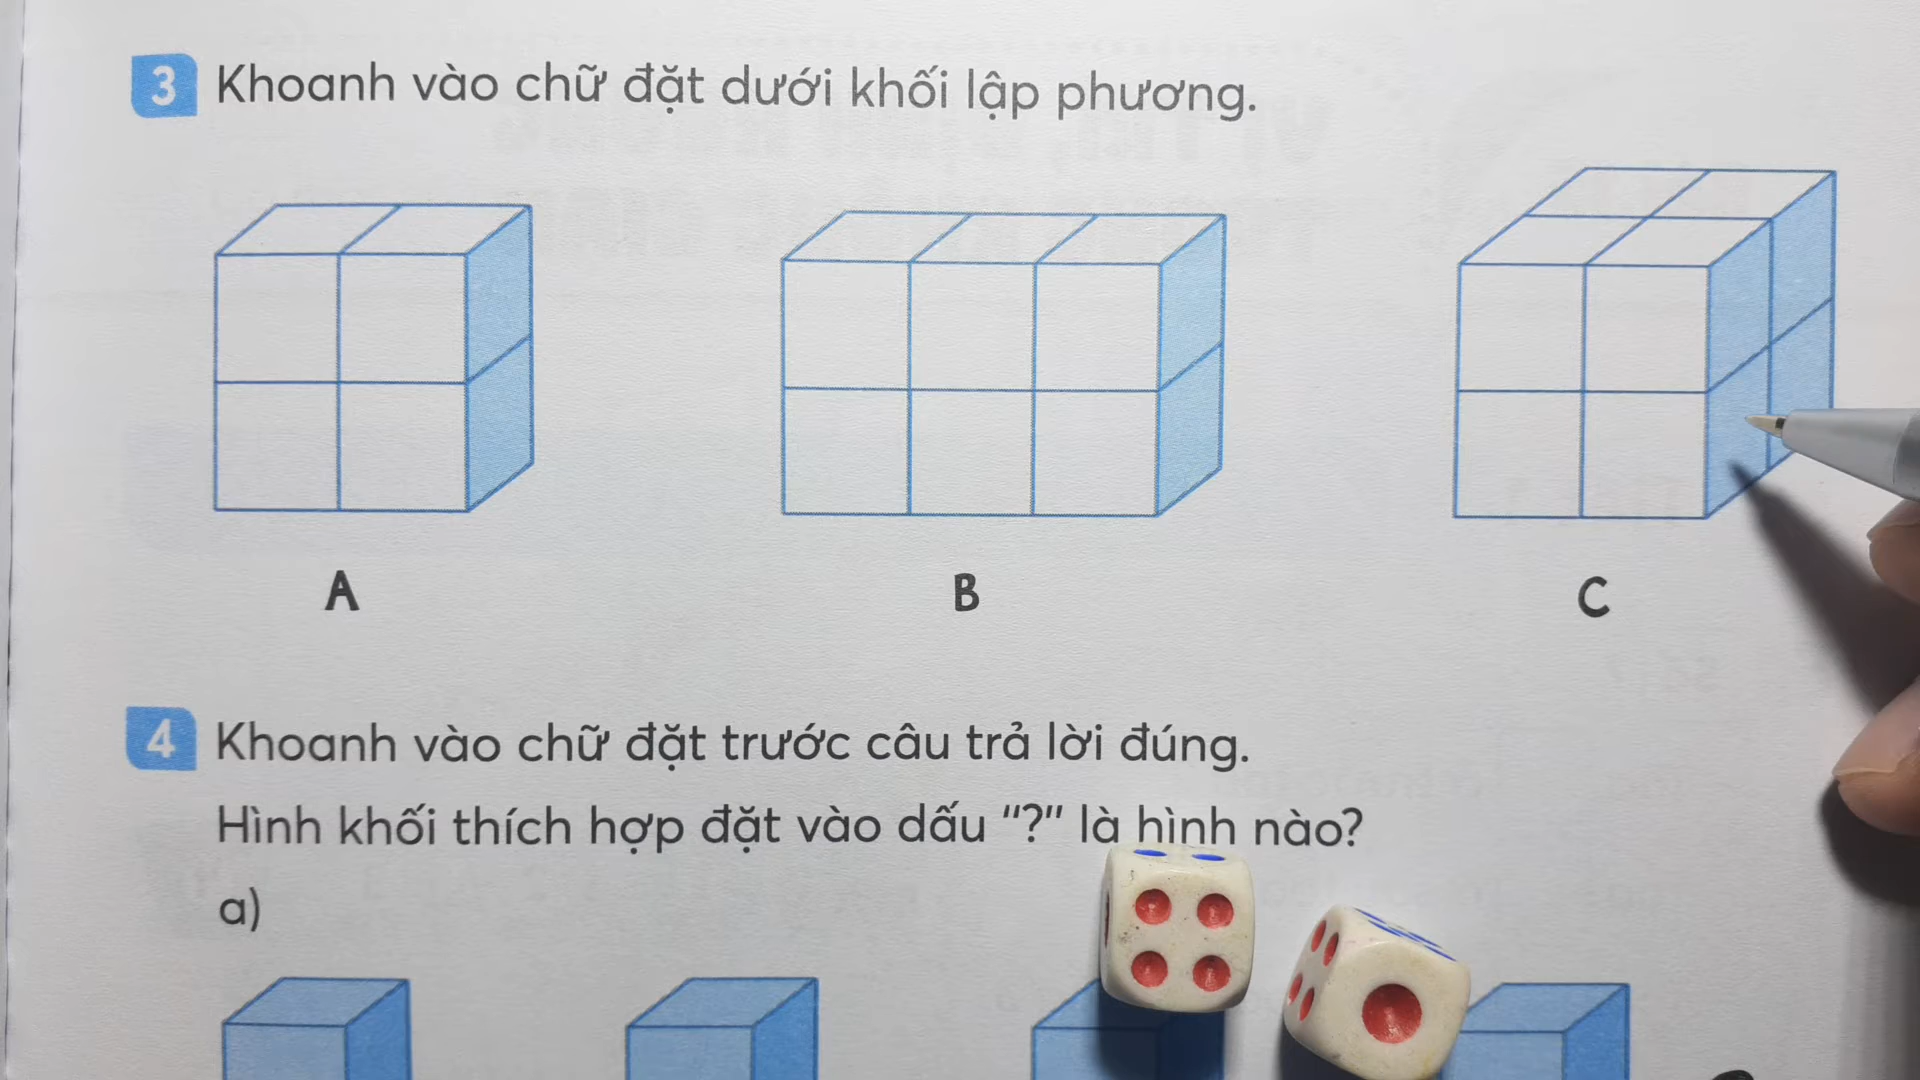 3 Khoanh vào chữ đặt dưới khối lập phương.
A B C
4 Khoanh vào chữ đặt trước câu trả lời đúng.
Hình khối thích hợp đặt vào dấu "?" là hình nào?
a)